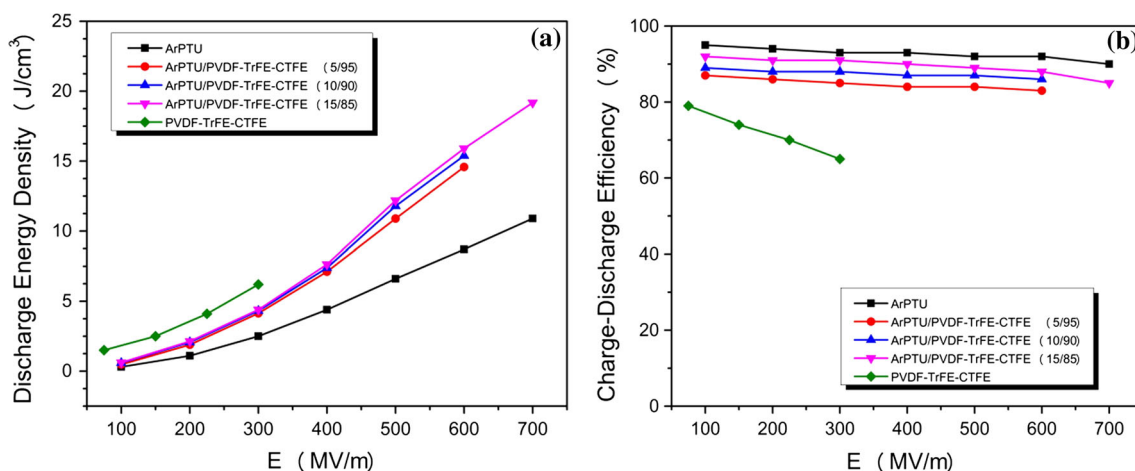 (a)
Discharge Energy Density ( J/cm³)
25
20
15
10
5
0
ArPTU
ArPTU/PVDF-TrFE-CTFE (5/95)
ArPTU/PVDF-TrFE-CTFE (10/90)
ArPTU/PVDF-TrFE-CTFE (15/85)
PVDF-TrFE-CTFE
100 200 300 400 500 600 700
E (MV/m)
(b)
Charge-Discharge Efficiency (%)
100
80
60
40
20
0
ArPTU
ArPTU/PVDF-TrFE-CTFE (5/95)
ArPTU/PVDF-TrFE-CTFE (10/90)
ArPTU/PVDF-TrFE-CTFE (15/85)
PVDF-TrFE-CTFE
100 200 300 400 500 600 700
E (MV/m)